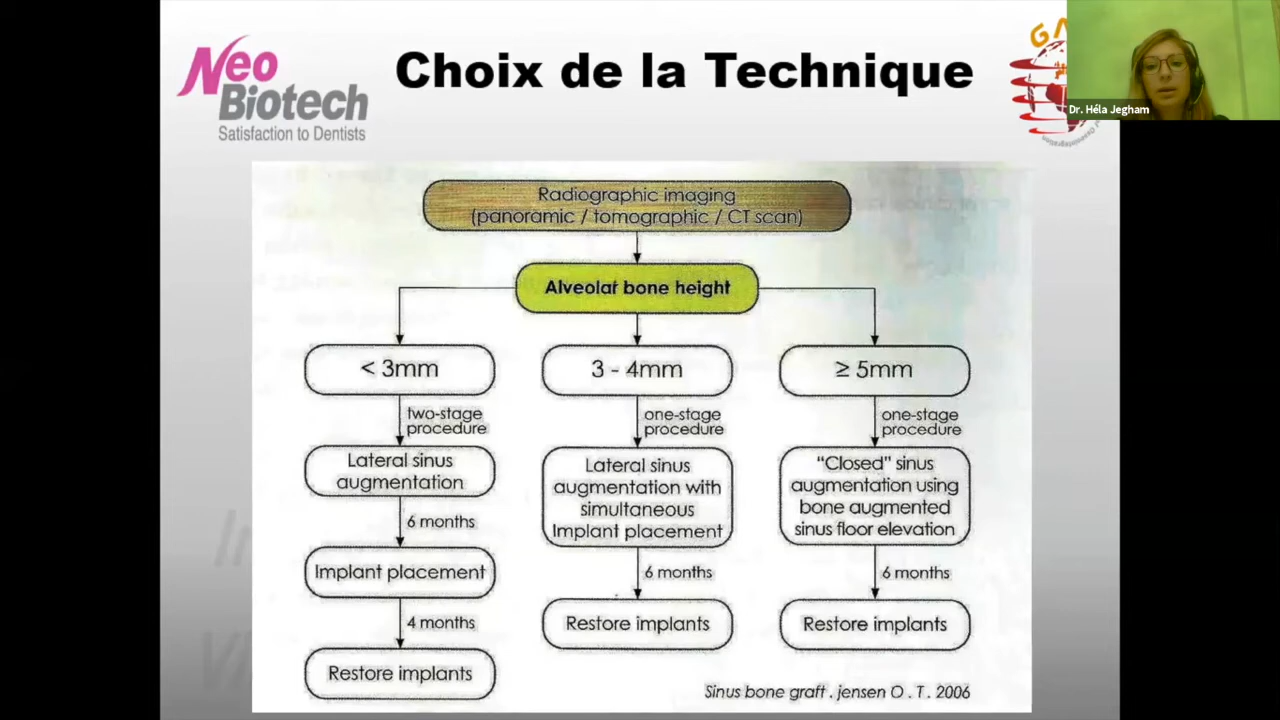 Neo
Biotech
Satisfaction to Dentists
Choix de la Technique
Dr. Héla Jegham
Radiographic imaging
(panoramic / tomographic / CT scan)
Alveolar bone height
< 3mm
3 - 4mm
≥ 5mm
two-stage
procedure
one-stage
procedure
one-stage
procedure
Lateral sinus
augmentation
Lateral sinus
augmentation with
simultaneous
Implant placement
"Closed" sinus
augmentation using
bone augmented
sinus floor elevation
6 months
Implant placement
6 months
6 months
4 months
Restore implants
Restore implants
Restore implants
Sinus bone graft . jensen O . T . 2006